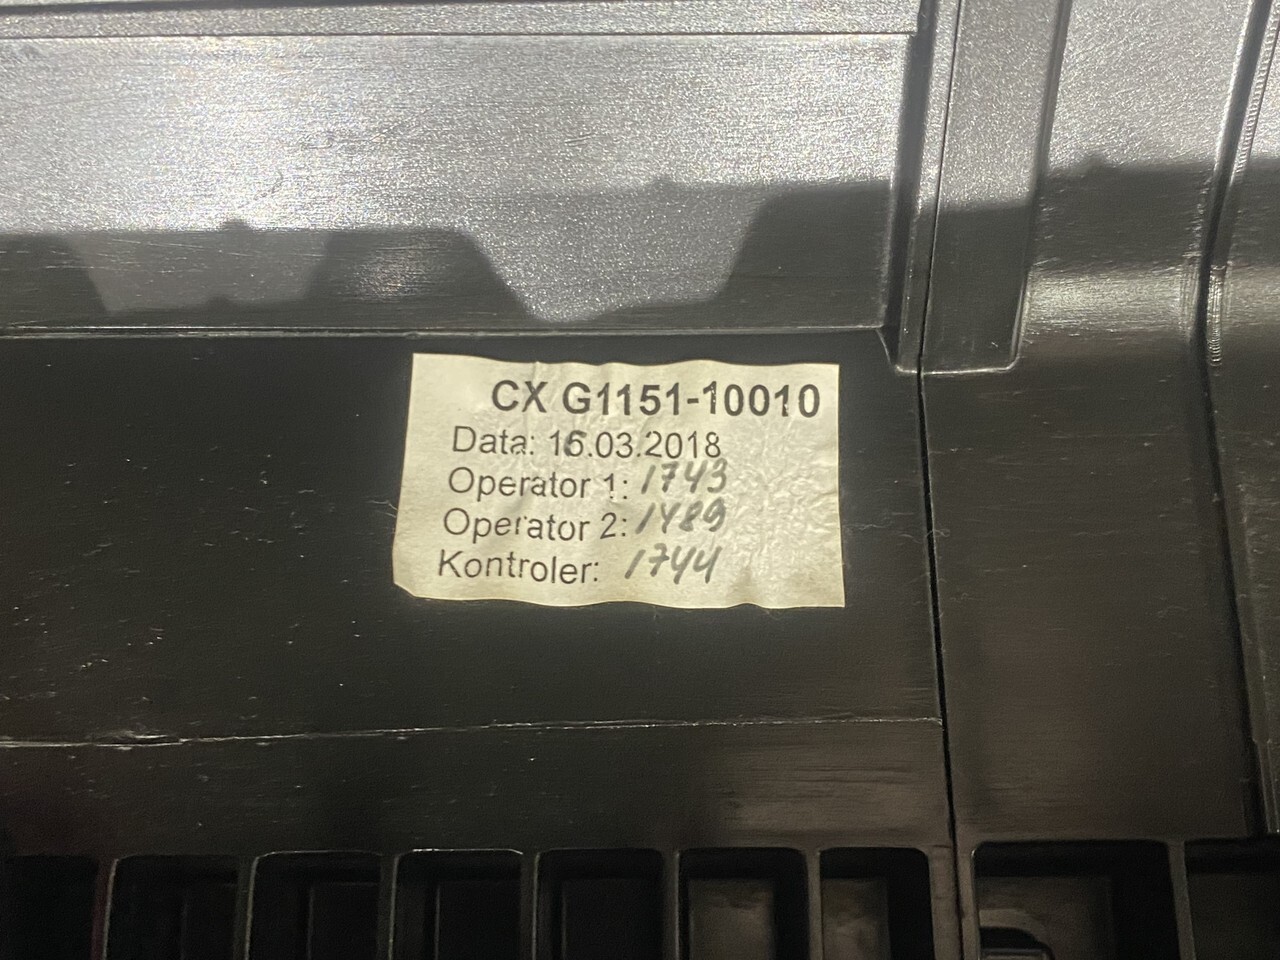 CX G1151-10010
Data: 16.03.2018
Operator 1: 1743
Operator 2: 1489
Kontroler: 1744